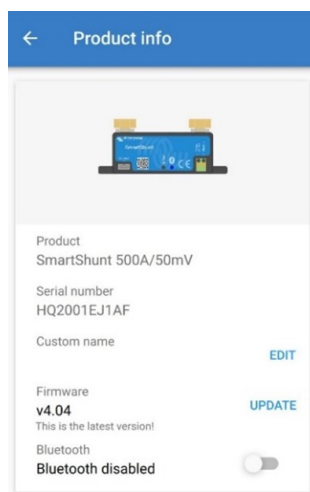 Product info
SmartShunt
Product
SmartShunt 500A/50mV
Serial number
HQ2001EJ1AF
Custom name
EDIT
Firmware
v4.04
UPDATE
This is the latest version!
Bluetooth
Bluetooth disabled